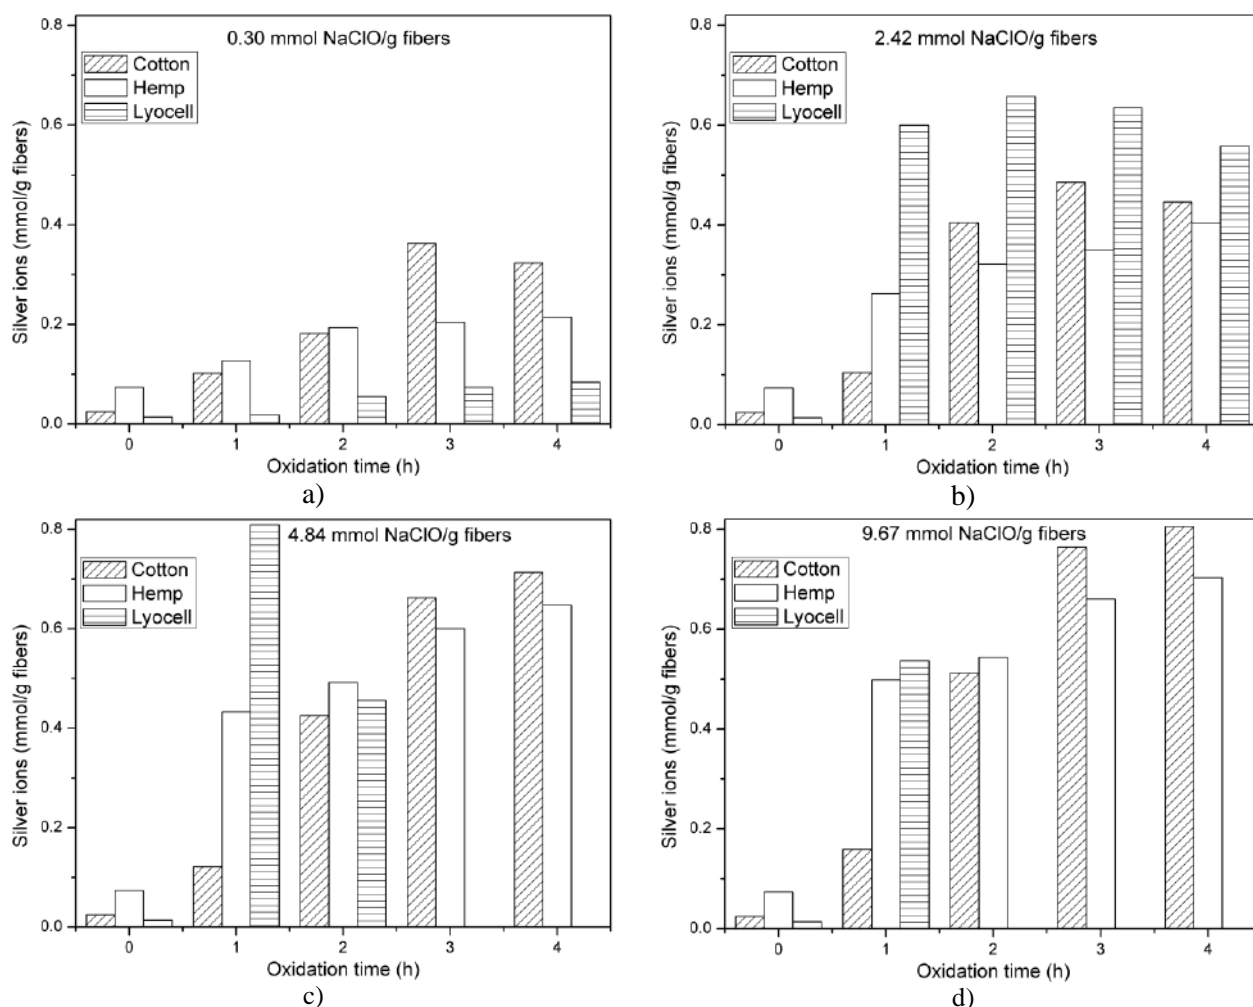 0.30 mmol NaClO/g fibers
Cotton
Hemp
Lyocell
Silver ions (mmol/g fibers)
0.8
0.6
0.4
0.2
0.0
0 1 2 3 4
Oxidation time (h)
a)
2.42 mmol NaClO/g fibers
Cotton
Hemp
Lyocell
Silver ions (mmol/g fibers)
0.8
0.6
0.4
0.2
0.0
0 1 2 3 4
Oxidation time (h)
b)
4.84 mmol NaClO/g fibers
Cotton
Hemp
Lyocell
Silver ions (mmol/g fibers)
0.8
0.6
0.4
0.2
0.0
0 1 2 3 4
Oxidation time (h)
c)
9.67 mmol NaClO/g fibers
Cotton
Hemp
Lyocell
Silver ions (mmol/g fibers)
0.8
0.6
0.4
0.2
0.0
0 1 2 3 4
Oxidation time (h)
d)